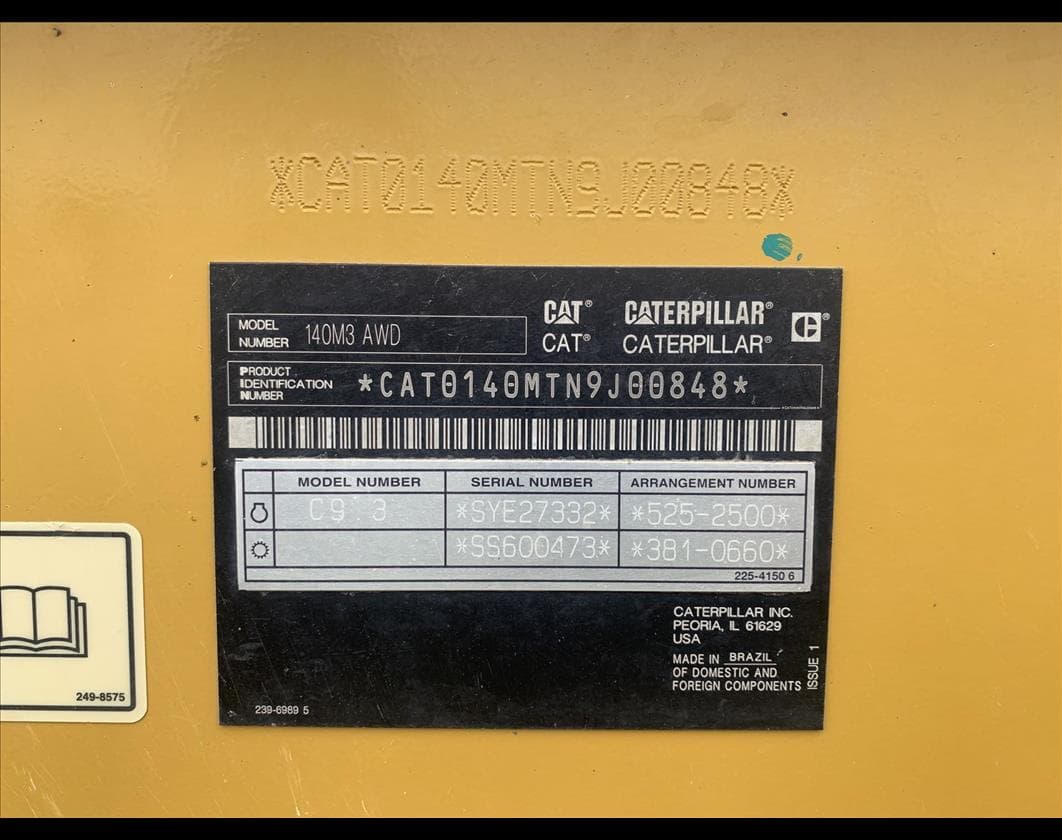 *CAT0140MTN9J00848*
MODEL NUMBER 140M3 AWD
CAT® CATERPILLAR®
CAT® CATERPILLAR®
PRODUCT IDENTIFICATION NUMBER *CAT0140MTN9J00848*
MODEL NUMBER SERIAL NUMBER ARRANGEMENT NUMBER
C9.3 *SYE27332* *525-2500*
*SS600473* *381-0660*
225-4150 6
CATERPILLAR INC.
PEORIA, IL 61629
USA
MADE IN BRAZIL
OF DOMESTIC AND
FOREIGN COMPONENTS
ISSUE 1
239-6989 5
249-8575